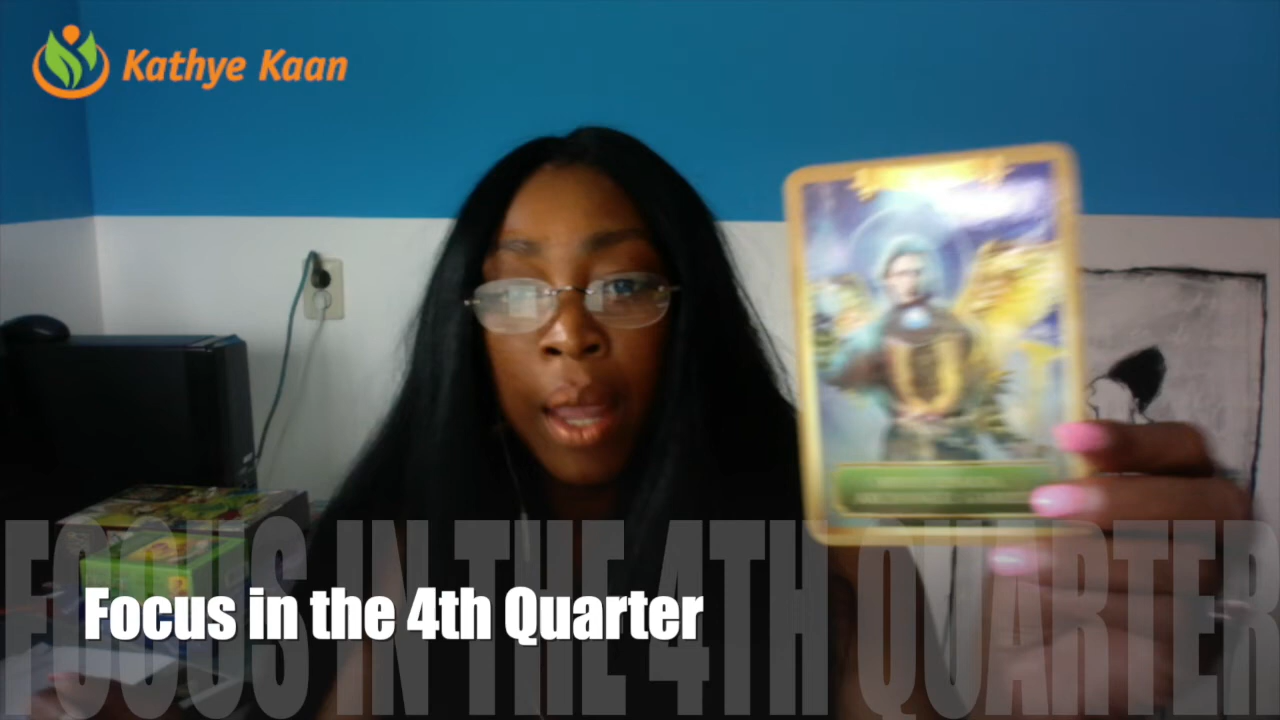 Kathye Kaan
Focus in the 4th Quarter
FOCUS IN THE 4TH QUARTER